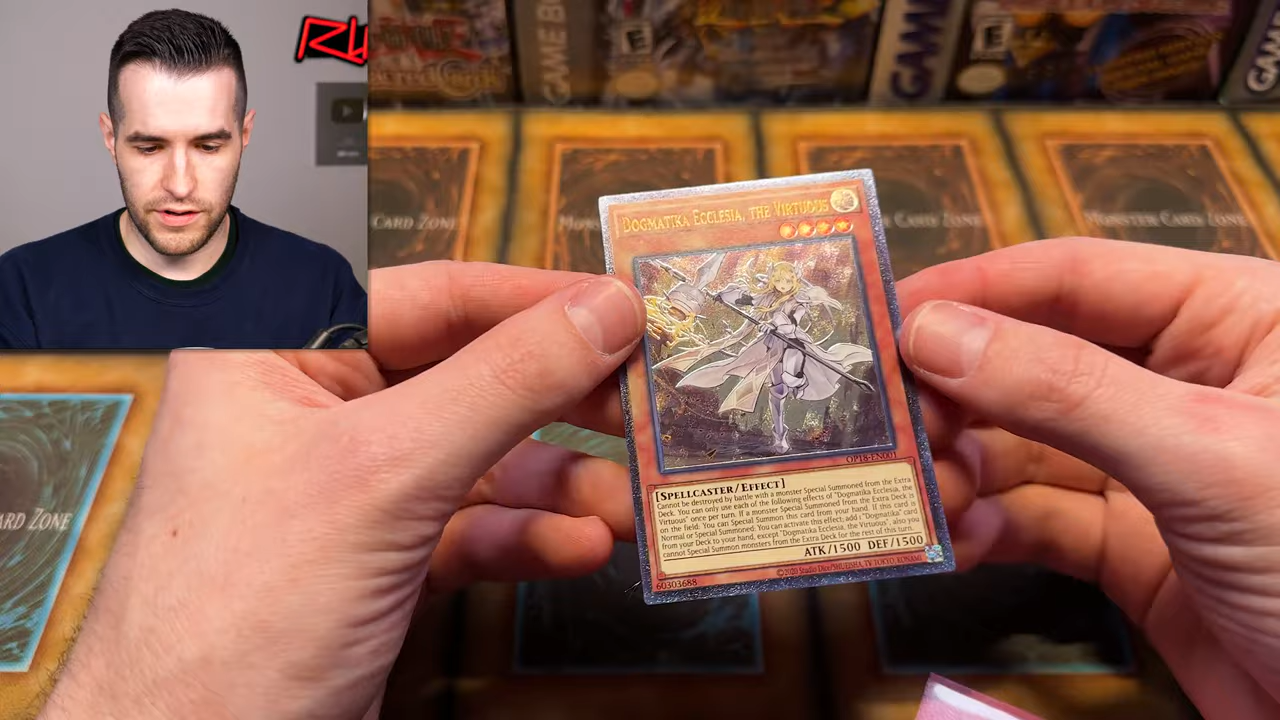 RU
GAME BO
E
GAME
E
GAM
CARD ZONE
MONSTER CARD ZONE
ARD ZONE
DOGMATIKA ECCLESIA, THE VIRTUOUS
OP18-EN001
[SPELLCASTER/EFFECT]
Cannot be destroyed by battle with a monster Special Summoned from the Extra
Deck. You can only use each of the following effects of "Dogmatika Ecclesia, the
Virtuous" once per turn. If a monster Special Summoned from the Extra Deck is
on the field: You can Special Summon this card from your hand. If this card is
Normal or Special Summoned: You can activate this effect; add 1 "Dogmatika" card
from your Deck to your hand, except "Dogmatika Ecclesia, the Virtuous", also you
cannot Special Summon monsters from the Extra Deck for the rest of this turn.
ATK/1500 DEF/1500
60303688
©2020 Studio Dice/SHUEISHA, TV TOKYO, KONAMI